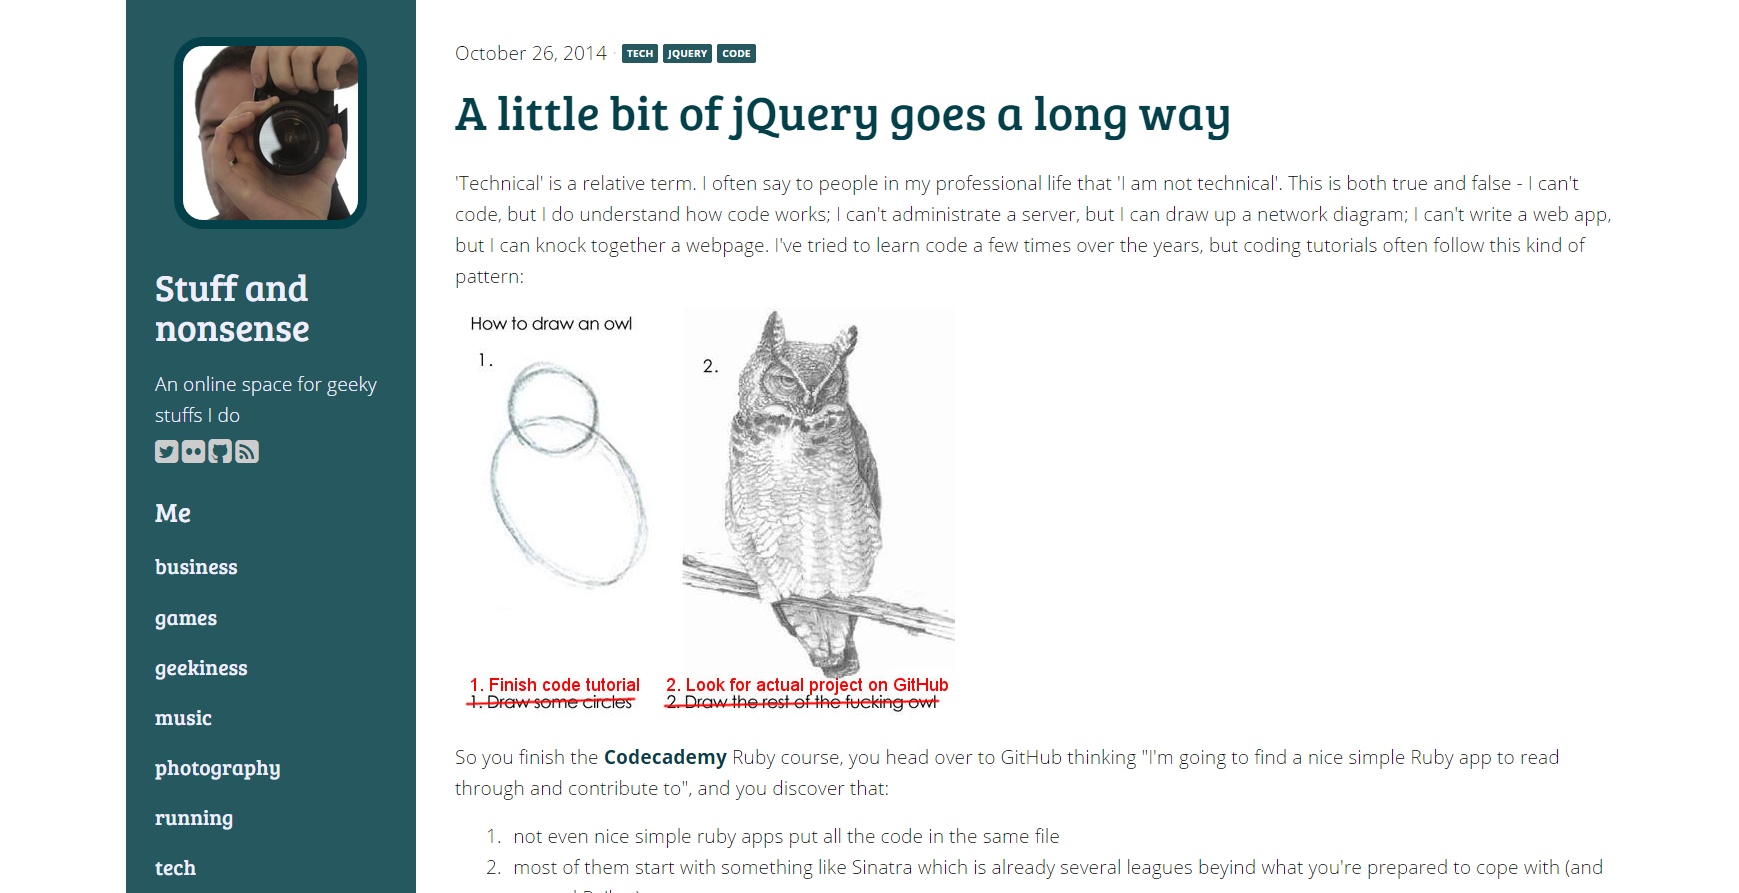 Stuff and
nonsense
An online space for geeky
stuffs I do
Me
business
games
geekiness
music
photography
running
tech
October 26, 2014 · TECH JQUERY CODE
A little bit of jQuery goes a long way
'Technical' is a relative term. I often say to people in my professional life that 'I am not technical'. This is both true and false - I can't
code, but I do understand how code works; I can't administrate a server, but I can draw up a network diagram; I can't write a web app,
but I can knock together a webpage. I've tried to learn code a few times over the years, but coding tutorials often follow this kind of
pattern:
How to draw an owl
1.
2.
1. Finish code tutorial
2. Look for actual project on GitHub
1. Draw some circles
2. Draw the rest of the fucking owl
So you finish the Codecademy Ruby course, you head over to GitHub thinking "I'm going to find a nice simple Ruby app to read
through and contribute to", and you discover that:
1. not even nice simple ruby apps put all the code in the same file
2. most of them start with something like Sinatra which is already several leagues beyind what you're prepared to cope with (and